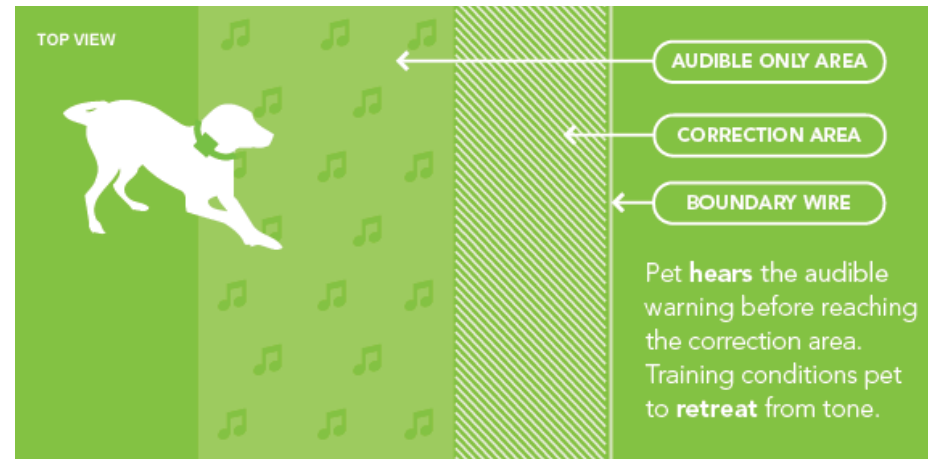 TOP VIEW
AUDIBLE ONLY AREA
CORRECTION AREA
BOUNDARY WIRE
Pet hears the audible
warning before reaching
the correction area.
Training conditions pet
to retreat from tone.